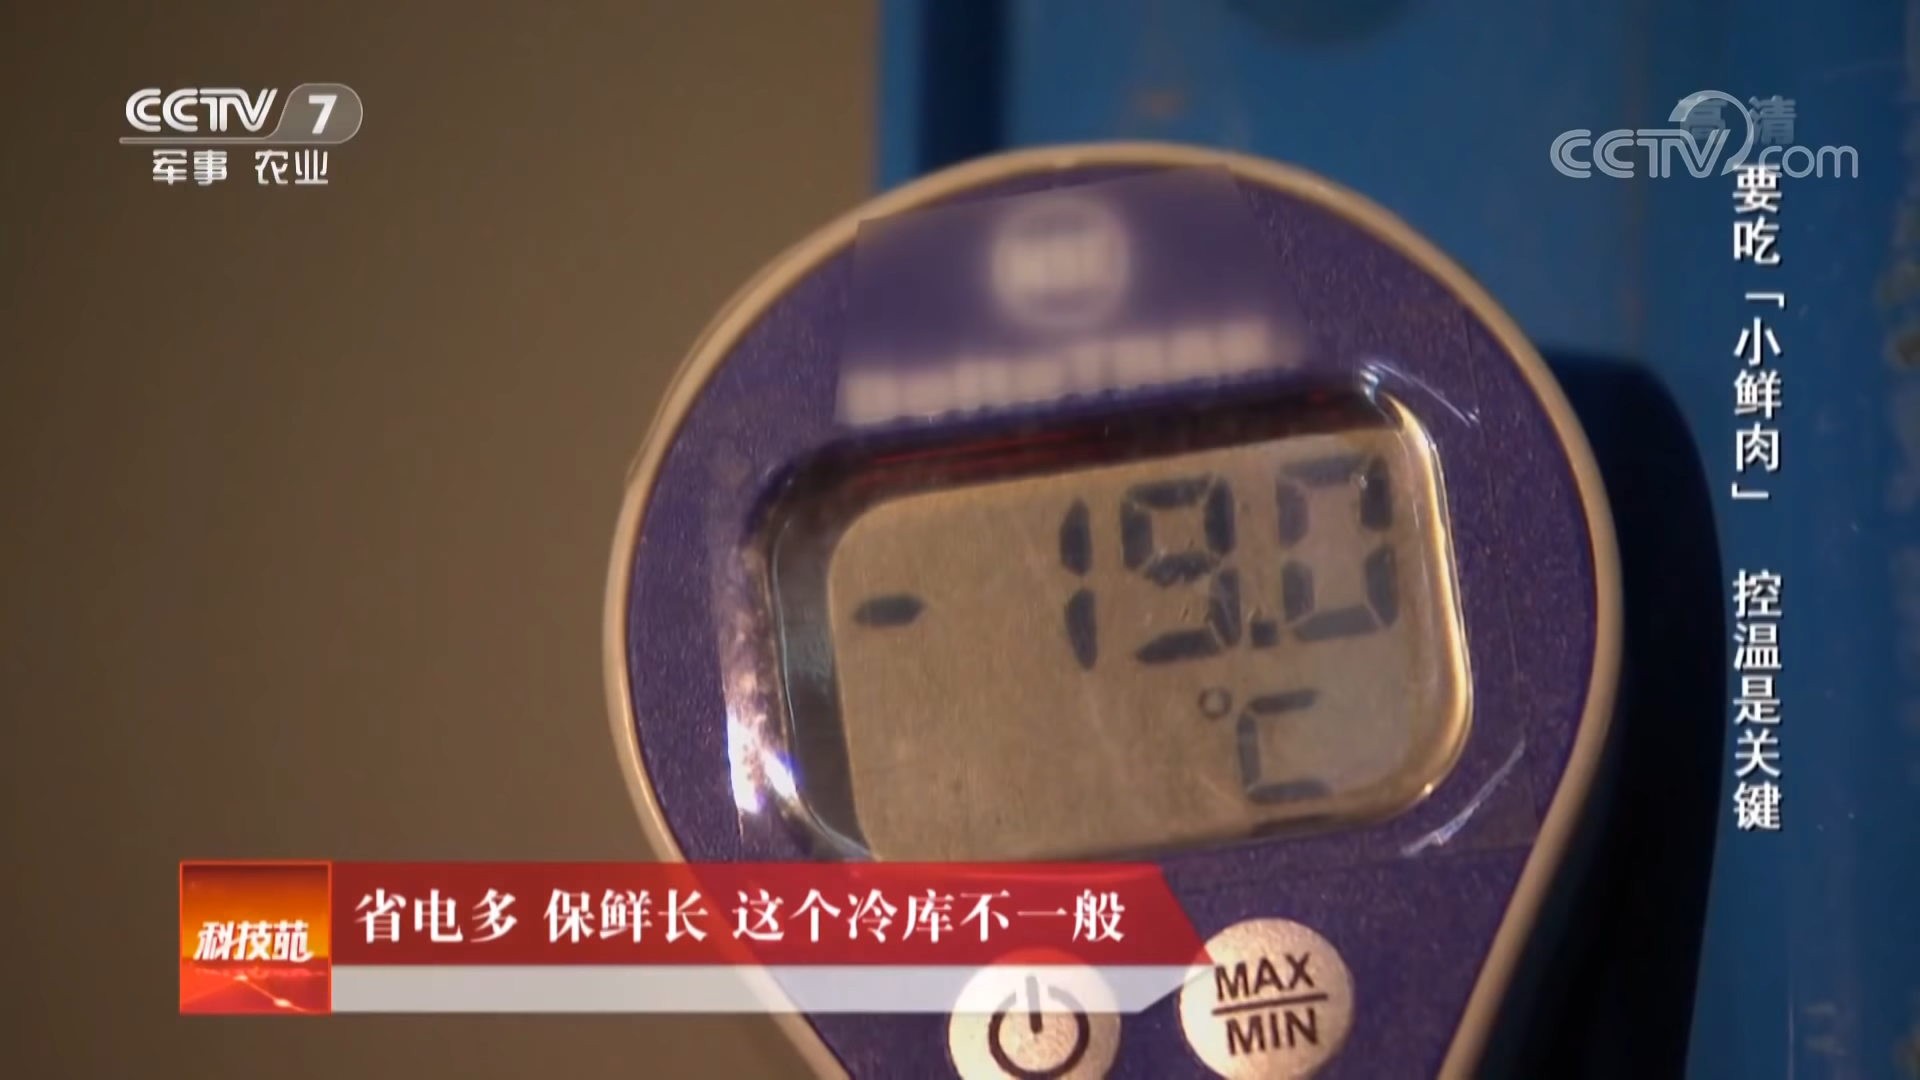 CCTV 7
军事 农业
高清
CCTV.com
要吃「小鲜肉」 控温是关键
-19.0
℃
科技苑
省电多 保鲜长 这个冷库不一般
MAX
MIN